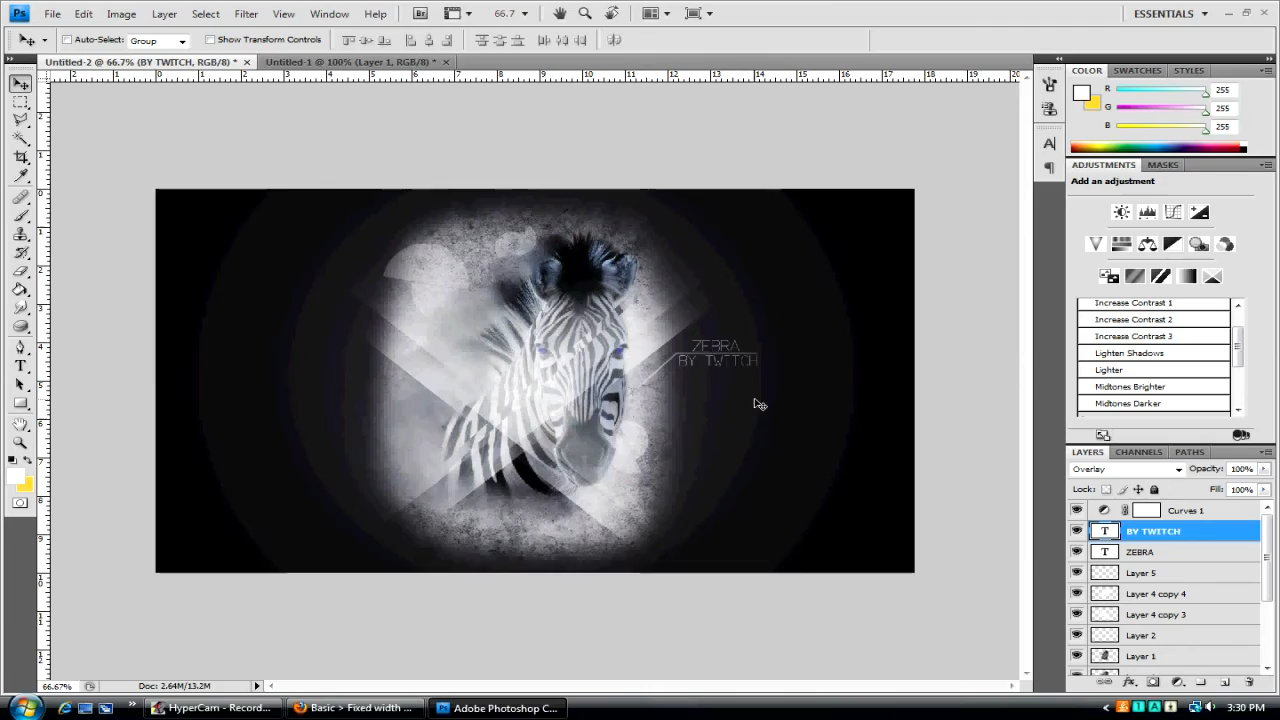 Ps File Edit Image Layer Select Filter Analysis View Window Help Br 66.7 ESSENTIALS
Auto-Select: Group Show Transform Controls
Untitled-2 @ 66.7% (BY TWITCH, RGB/8) * × Untitled-1 @ 100% (Layer 1, RGB/8) * ×
COLOR SWATCHES STYLES
R 255
G 255
B 255
ADJUSTMENTS MASKS
Add an adjustment
Increase Contrast 1
Increase Contrast 2
Increase Contrast 3
Lighten Shadows
Lighter
Midtones Brighter
Midtones Darker
ZEBRA
BY TWITCH
LAYERS CHANNELS PATHS
Overlay Opacity: 100%
Lock: Fill: 100%
Curves 1
T BY TWITCH
T ZEBRA
Layer 5
Layer 4 copy 4
Layer 4 copy 3
Layer 2
Layer 1
66.67% Doc: 2.64M/13.2M
HyperCam - Record... Basic > Fixed width ... Adobe Photoshop C... 3:30 PM